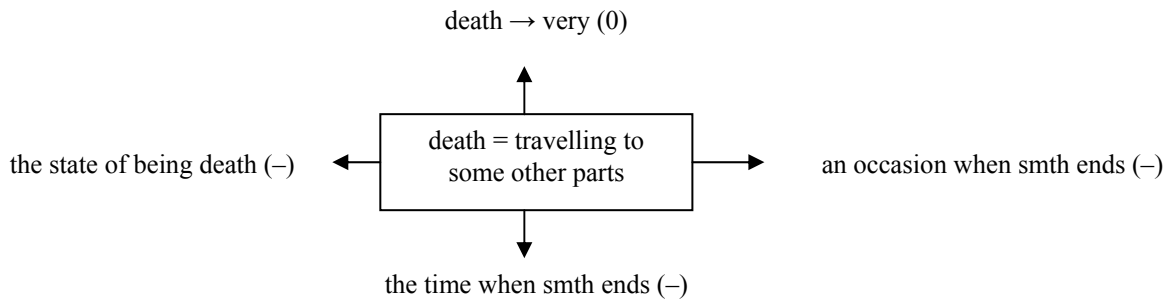 death → very (0)
the state of being death (–)
death = travelling to
some other parts
an occasion when smth ends (–)
the time when smth ends (–)